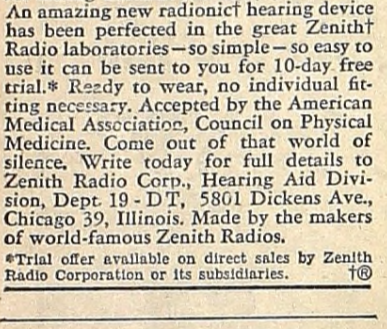 An amazing new radionic† hearing device
has been perfected in the great Zenith†
Radio laboratories—so simple—so easy to
use it can be sent to you for 10-day free
trial.* Ready to wear, no individual fit-
ting necessary. Accepted by the American
Medical Association, Council on Physical
Medicine. Come out of that world of
silence. Write today for full details to
Zenith Radio Corp., Hearing Aid Divi-
sion, Dept. 19 - DT, 5801 Dickens Ave.,
Chicago 39, Illinois. Made by the makers
of world-famous Zenith Radios.
*Trial offer available on direct sales by Zenith
Radio Corporation or its subsidiaries. †®